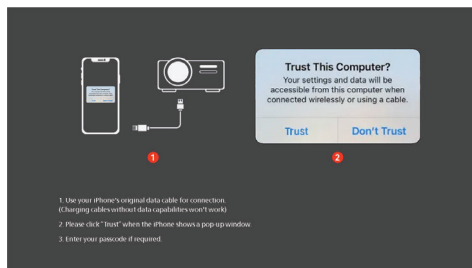 Trust This Computer?
Your settings and data will be
accessible from this computer when
connected wirelessly or using a cable.
Trust
Don't Trust
1
2
1. Use your iPhone's original data cable for connection.
(Charging cables without data capabilities won't work)
2. Please click "Trust" when the iPhone shows a pop-up window.
3. Enter your passcode if required.